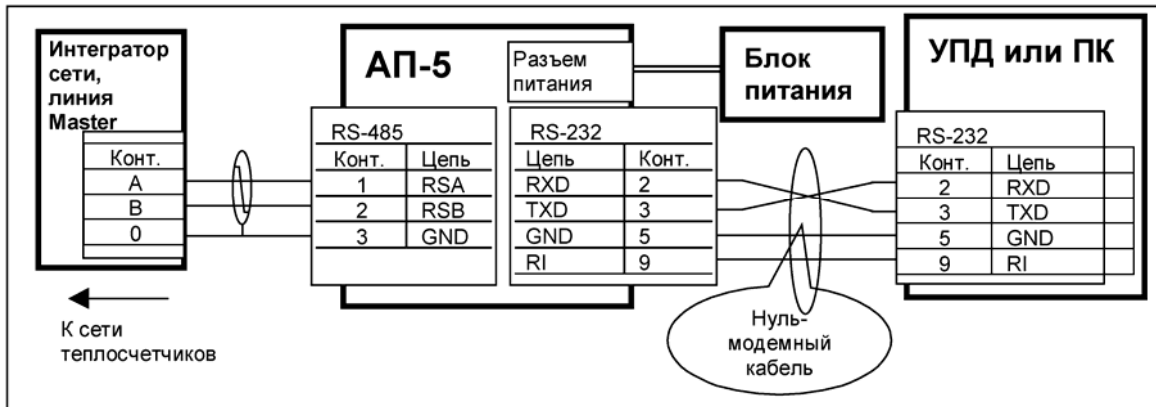 Интегратор
сети,
линия
Master
Конт.
A
B
0
К сети
теплосчетчиков
АП-5
Разъем
питания
RS-485
Конт. Цепь
1 RSA
2 RSB
3 GND
RS-232
Цепь Конт.
RXD 2
TXD 3
GND 5
RI 9
Блок
питания
Нуль-
модемный
кабель
УПД или ПК
RS-232
Конт. Цепь
2 RXD
3 TXD
5 GND
9 RI